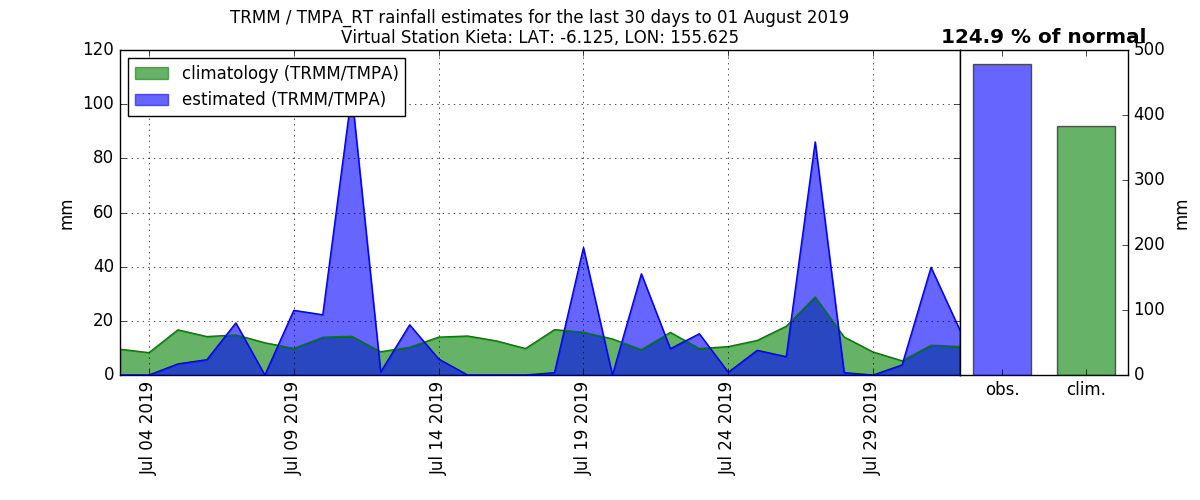 TRMM / TMPA_RT rainfall estimates for the last 30 days to 01 August 2019
Virtual Station Kieta: LAT: -6.125, LON: 155.625
124.9 % of normal
climatology (TRMM/TMPA)
estimated (TRMM/TMPA)
120
100
80
60
40
20
0
mm
Jul 04 2019
Jul 09 2019
Jul 14 2019
Jul 19 2019
Jul 24 2019
Jul 29 2019
obs.
clim.
500
400
300
200
100
0
mm